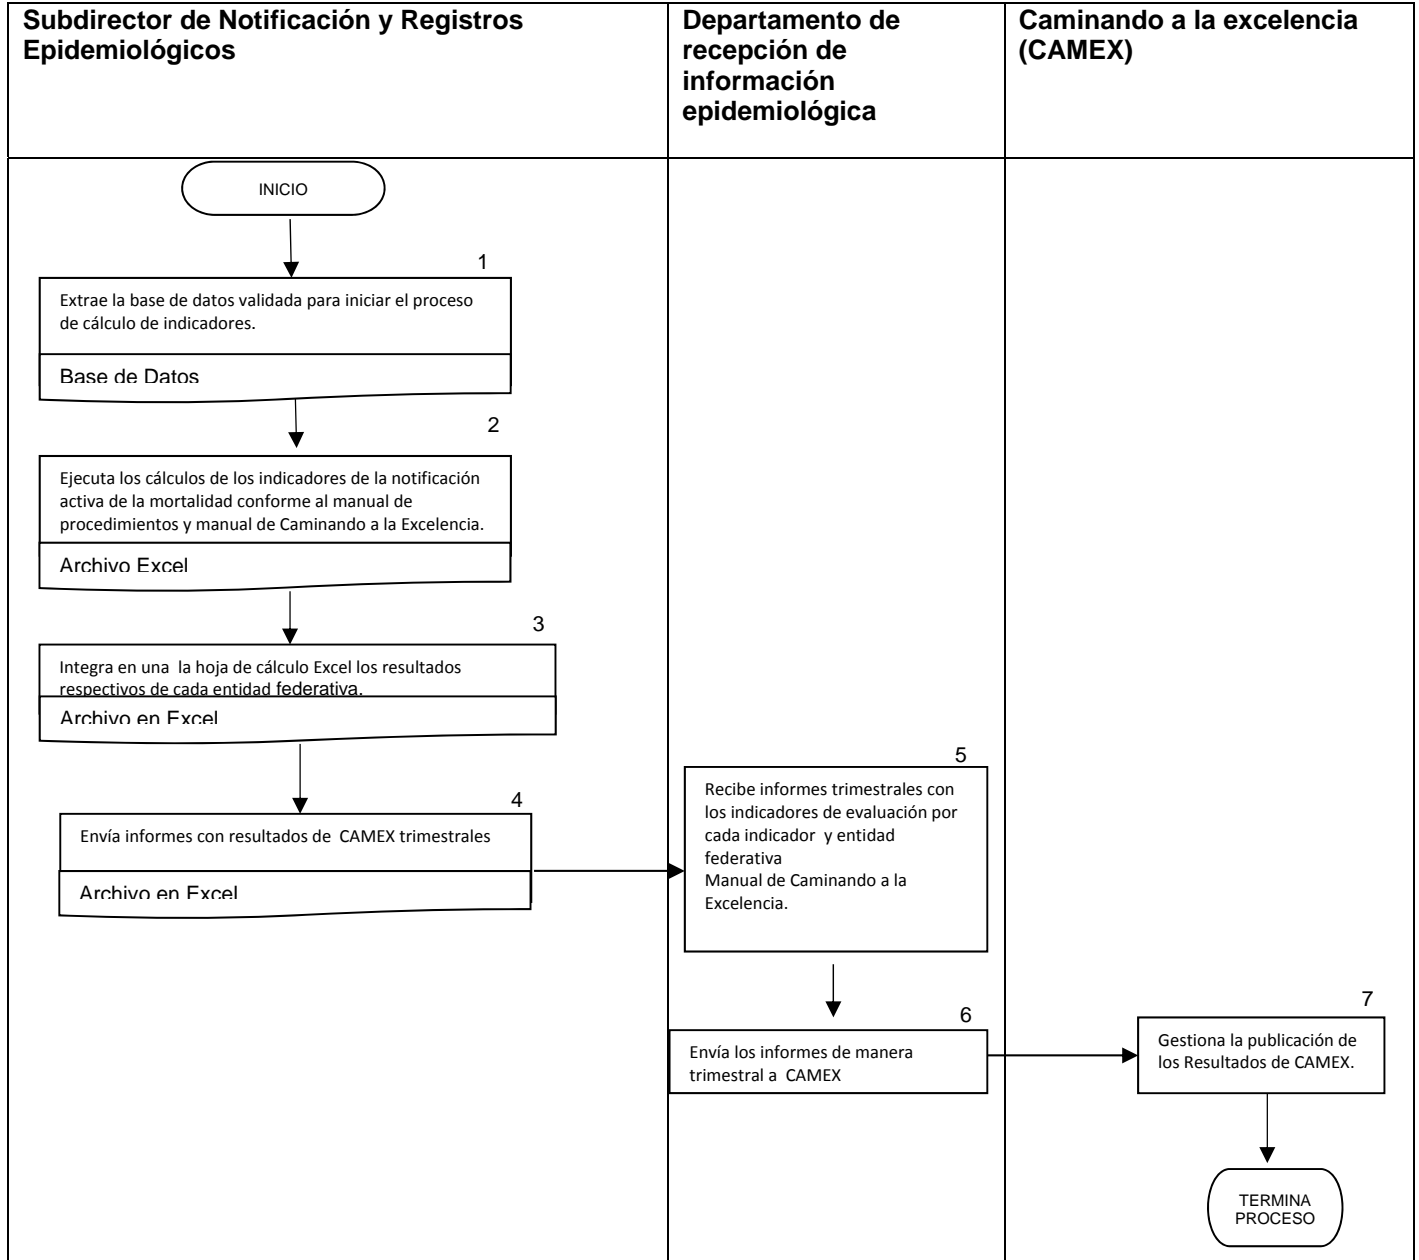 Subdirector de Notificación y Registros
Epidemiológicos
Departamento de
recepción de
información
epidemiológica
Caminando a la excelencia
(CAMEX)
INICIO
1
Extrae la base de datos validada para iniciar el proceso
de cálculo de indicadores.
Base de Datos
2
Ejecuta los cálculos de los indicadores de la notificación
activa de la mortalidad conforme al manual de
procedimientos y manual de Caminando a la Excelencia.
Archivo Excel
3
Integra en una  la hoja de cálculo Excel los resultados
respectivos de cada entidad federativa.
Archivo en Excel
4
Envía informes con resultados de  CAMEX trimestrales
Archivo en Excel
5
Recibe informes trimestrales con
los indicadores de evaluación por
cada indicador  y entidad
federativa
Manual de Caminando a la
Excelencia.
6
Envía los informes de manera
trimestral a  CAMEX
7
Gestiona la publicación de
los Resultados de CAMEX.
TERMINA
PROCESO